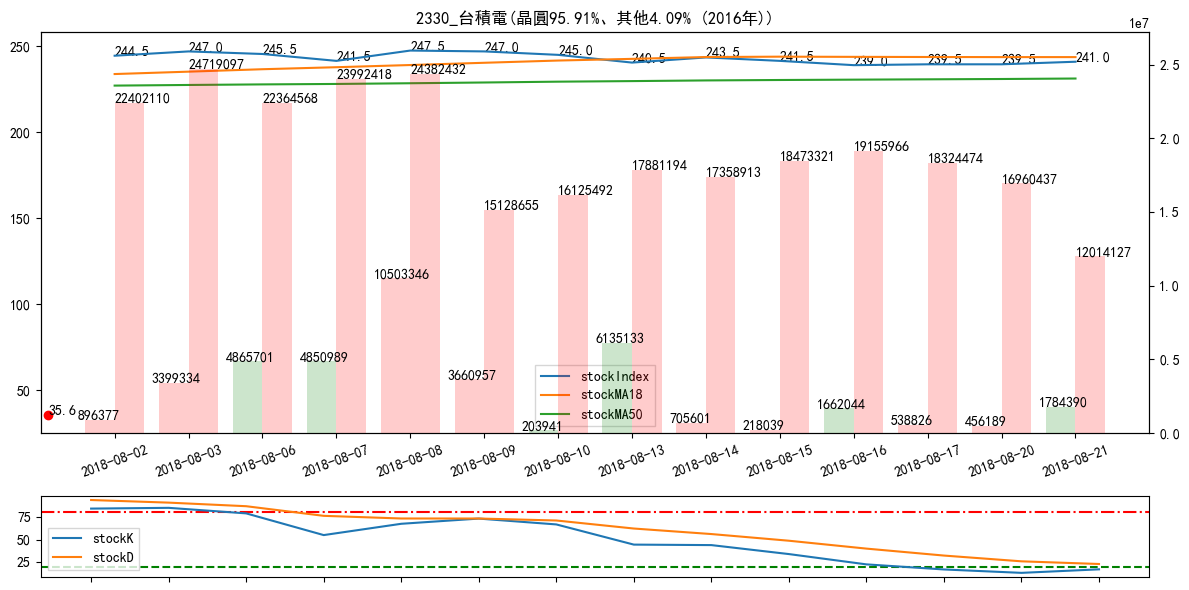 2330_台積電(晶圓95.91%、其他4.09% (2016年))
1e7
250
200
150
100
50
2.5
2.0
1.5
1.0
0.5
0.0
244.5 247.0 245.5 241.5 247.5 247.0 245.0 240.5 243.5 241.5 239.0 239.5 239.5 241.0
22402110 24719097 22364568 23992418 24382432 15128655 16125492 17881194 17358913 18473321 19155966 18324474 16960437 12014127
896377 3399334 4865701 4850989 10503346 3660957 203941 6135133 705601 218039 1662044 538826 456189 1784390
35.6
stockIndex
stockMA18
stockMA50
2018-08-02 2018-08-03 2018-08-06 2018-08-07 2018-08-08 2018-08-09 2018-08-10 2018-08-13 2018-08-14 2018-08-15 2018-08-16 2018-08-17 2018-08-20 2018-08-21
75
50
25
stockK
stockD